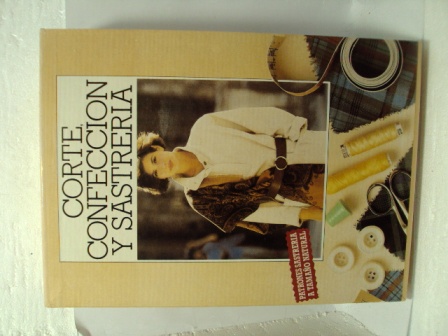 CORTE,
CONFECCION
Y SASTRERIA
PATRONES SASTRERIA
A TAMAÑO NATURAL